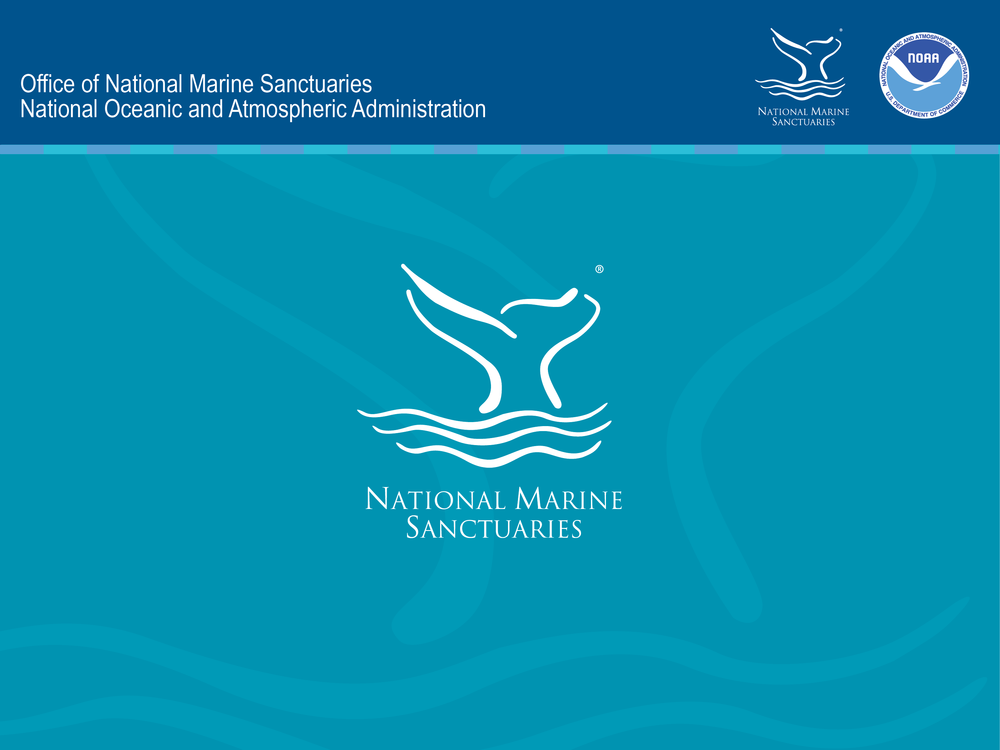 Office of National Marine Sanctuaries
National Oceanic and Atmospheric Administration
®
NATIONAL MARINE
SANCTUARIES
NATIONAL OCEANIC AND ATMOSPHERIC ADMINISTRATION
NOAA
U.S. DEPARTMENT OF COMMERCE
®
NATIONAL MARINE
SANCTUARIES